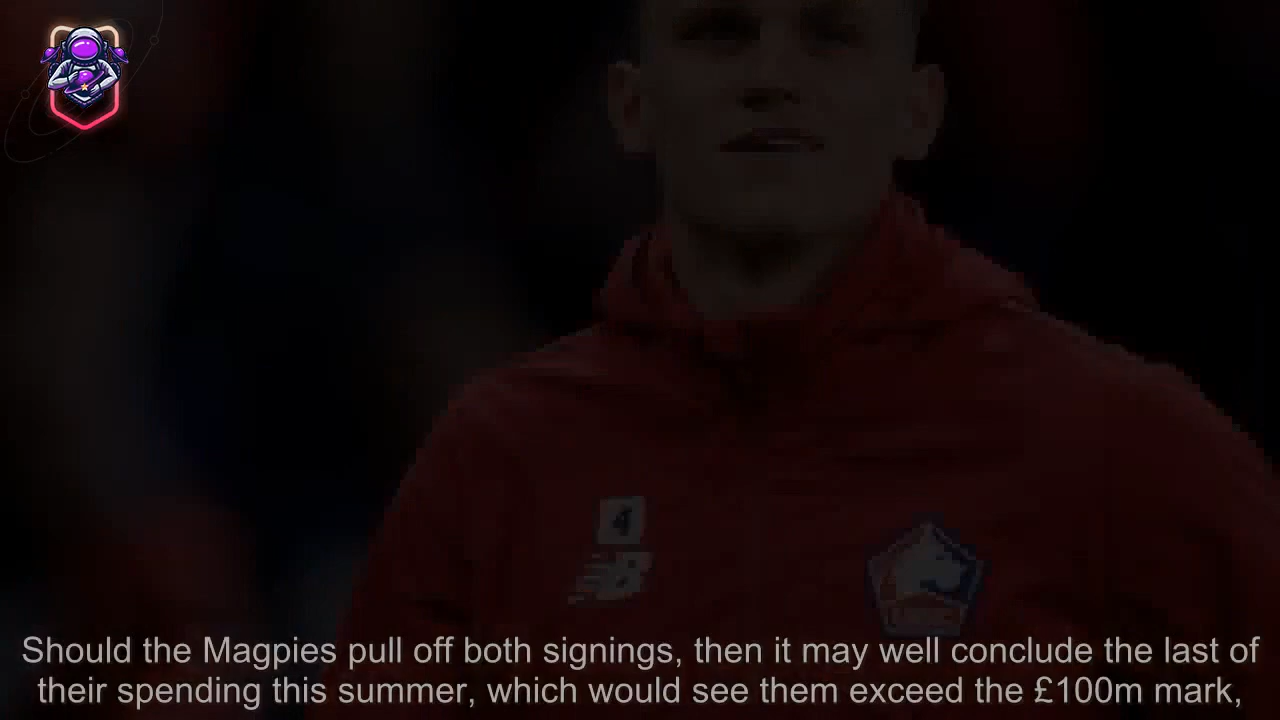 4
Should the Magpies pull off both signings, then it may well conclude the last of
their spending this summer, which would see them exceed the £100m mark,